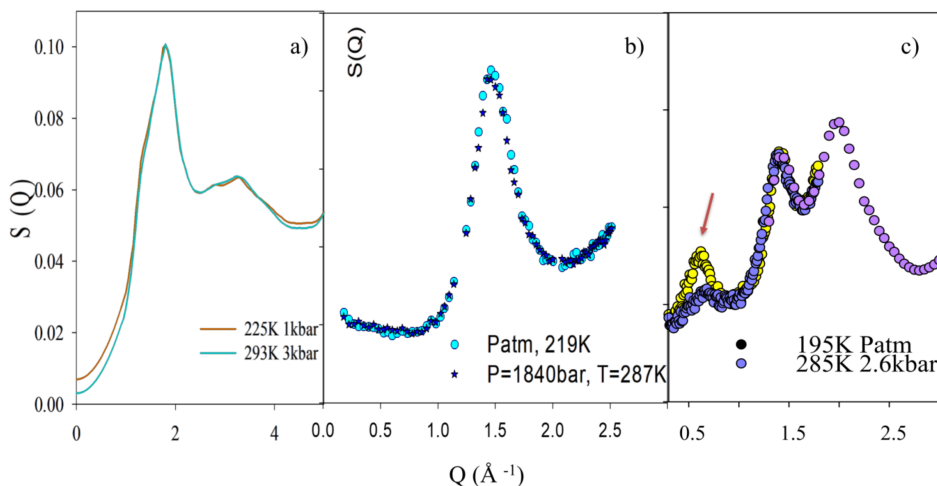 a)
b)
c)
S (Q)
0.10
0.08
0.06
0.04
0.02
0.00
225K 1kbar
293K 3kbar
0
2
4
S(Q)
Patm, 219K
P=1840bar, T=287K
0.0
0.5
1.0
1.5
2.0
2.5
195K Patm
285K 2.6kbar
0.5
1.5
2.5
Q (Å -1)